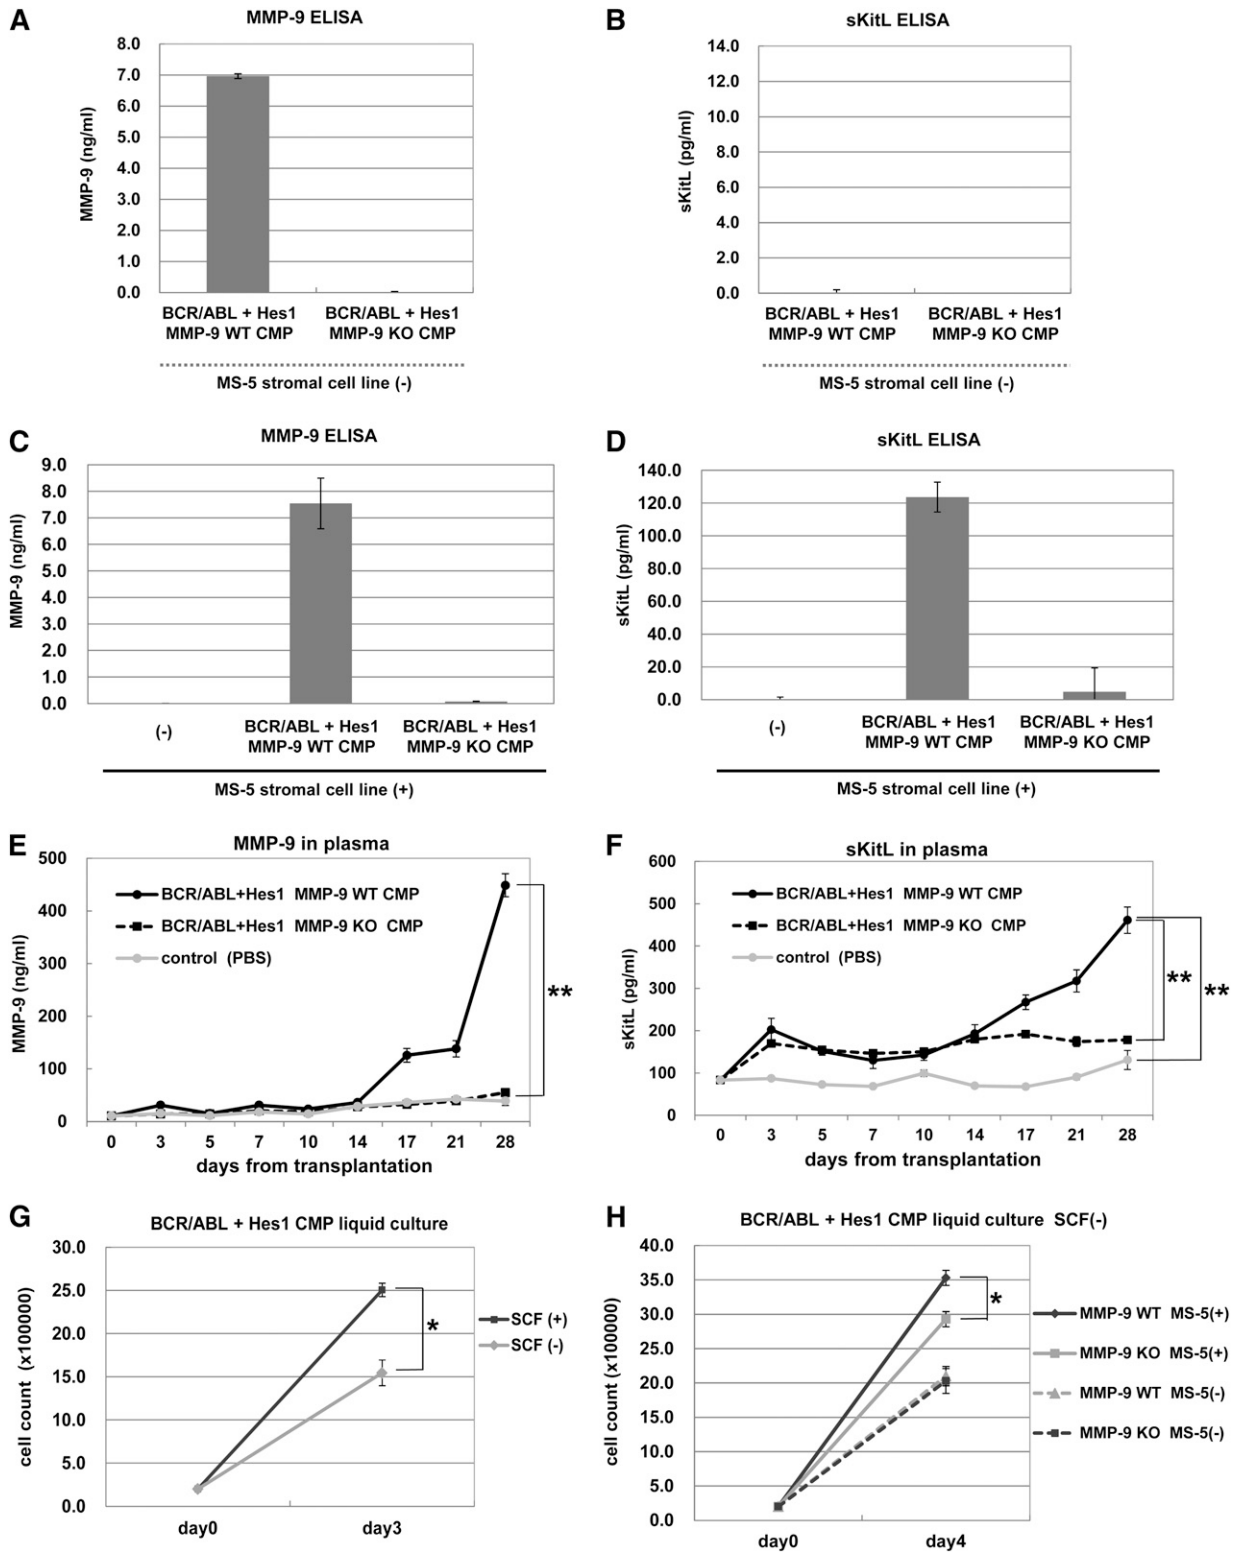 A
MMP-9 ELISA
MMP-9 (ng/ml)
8.0
7.0
6.0
5.0
4.0
3.0
2.0
1.0
0.0
BCR/ABL + Hes1 BCR/ABL + Hes1
MMP-9 WT CMP MMP-9 KO CMP
MS-5 stromal cell line (-)
B
sKitL ELISA
sKitL (pg/ml)
14.0
12.0
10.0
8.0
6.0
4.0
2.0
0.0
BCR/ABL + Hes1 BCR/ABL + Hes1
MMP-9 WT CMP MMP-9 KO CMP
MS-5 stromal cell line (-)
C
MMP-9 ELISA
MMP-9 (ng/ml)
9.0
8.0
7.0
6.0
5.0
4.0
3.0
2.0
1.0
0.0
(-) BCR/ABL + Hes1 BCR/ABL + Hes1
MMP-9 WT CMP MMP-9 KO CMP
MS-5 stromal cell line (+)
D
sKitL ELISA
sKitL (pg/ml)
140.0
120.0
100.0
80.0
60.0
40.0
20.0
0.0
(-) BCR/ABL + Hes1 BCR/ABL + Hes1
MMP-9 WT CMP MMP-9 KO CMP
MS-5 stromal cell line (+)
E
MMP-9 in plasma
MMP-9 (ng/ml)
500
400
300
200
100
0
BCR/ABL+Hes1 MMP-9 WT CMP
BCR/ABL+Hes1 MMP-9 KO CMP
control (PBS)
**
0 3 5 7 10 14 17 21 28
days from transplantation
F
sKitL in plasma
sKitL (pg/ml)
600
500
400
300
200
100
0
BCR/ABL+Hes1 MMP-9 WT CMP
BCR/ABL+Hes1 MMP-9 KO CMP
control (PBS)
** **
0 3 5 7 10 14 17 21 28
days from transplantation
G
BCR/ABL + Hes1 CMP liquid culture
cell count (x100000)
30.0
25.0
20.0
15.0
10.0
5.0
0.0
*
SCF (+)
SCF (-)
day0 day3
H
BCR/ABL + Hes1 CMP liquid culture SCF(-)
cell count (x100000)
40.0
35.0
30.0
25.0
20.0
15.0
10.0
5.0
0.0
*
MMP-9 WT MS-5(+)
MMP-9 KO MS-5(+)
MMP-9 WT MS-5(-)
MMP-9 KO MS-5(-)
day0 day4